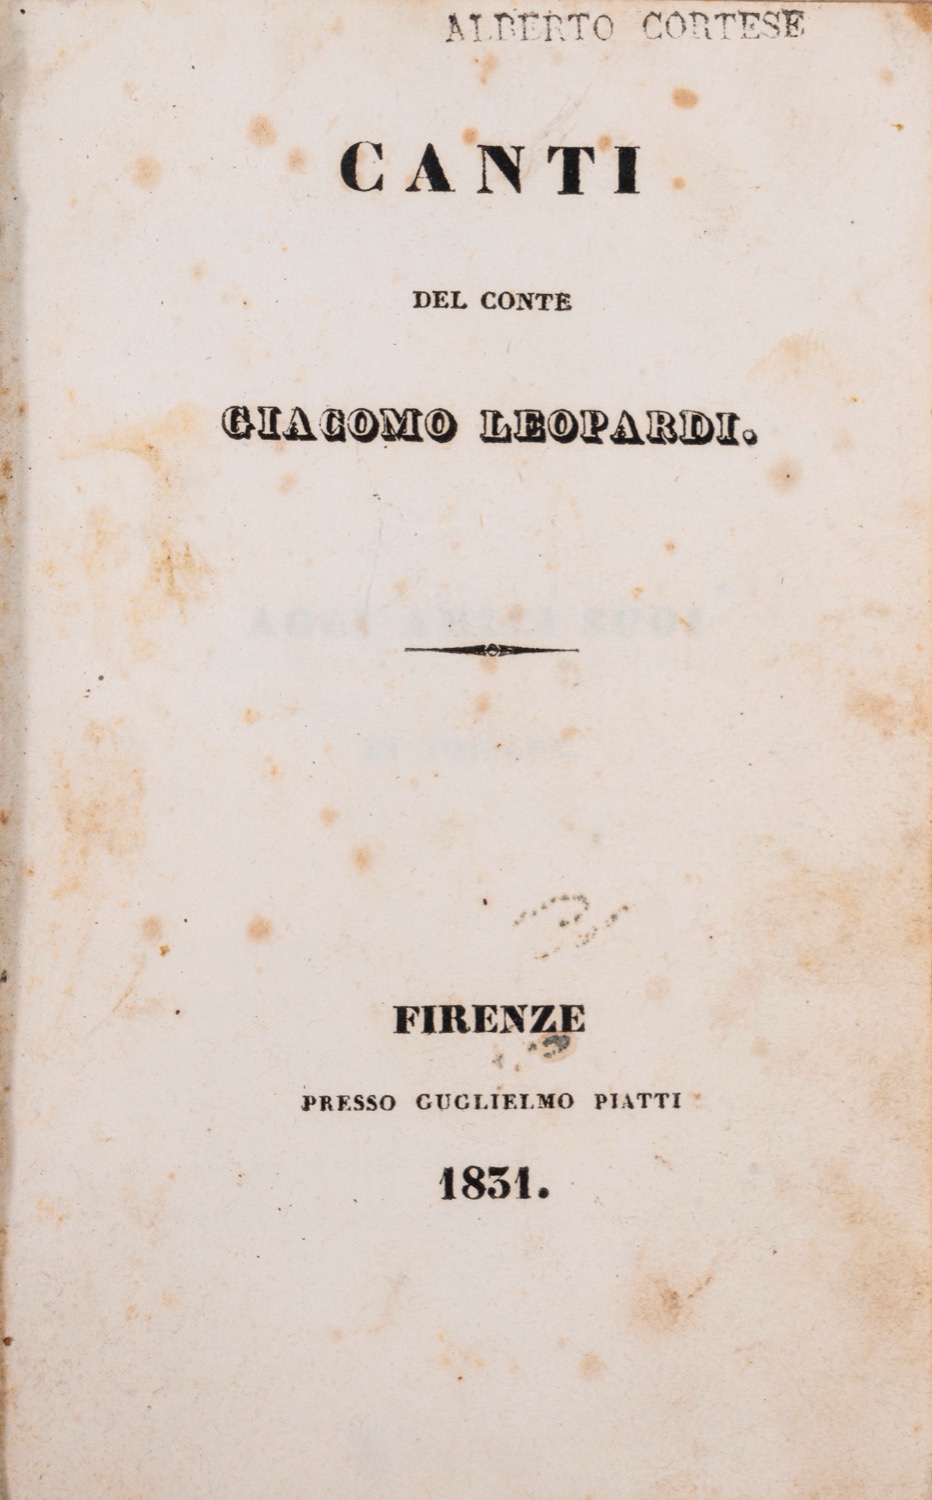 ALBERTO CORTESE
CANTI
DEL CONTE
GIACOMO LEOPARDI.
FIRENZE
PRESSO GUGLIELMO PIATTI
1831.